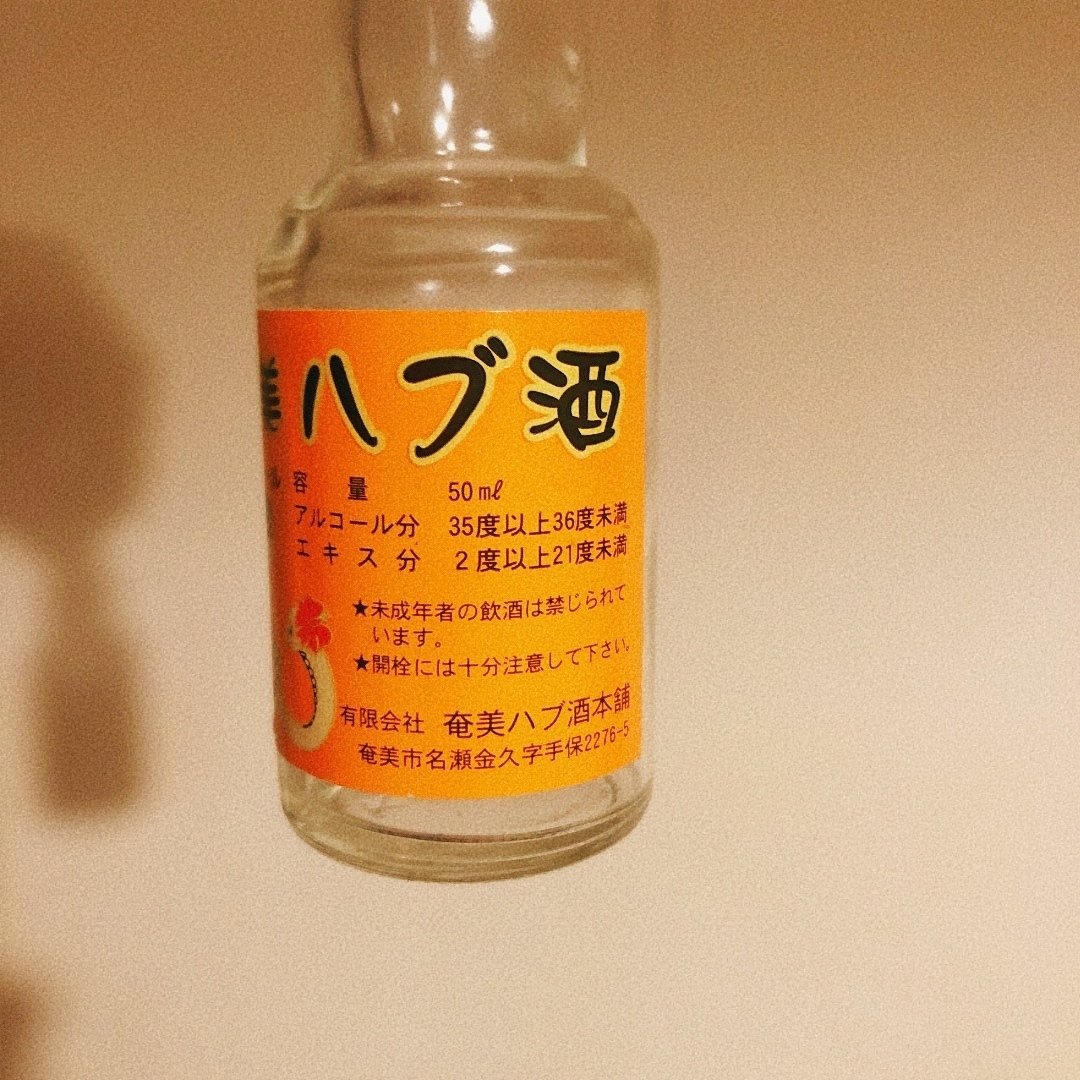 美ハブ酒
容量 50㎖
アルコール分 35度以上36度未満
エキス分 2度以上21度未満
★未成年者の飲酒は禁じられて
います。
★開栓には十分注意して下さい。
有限会社 奄美ハブ酒本舗
奄美市名瀬金久字手保2276-5